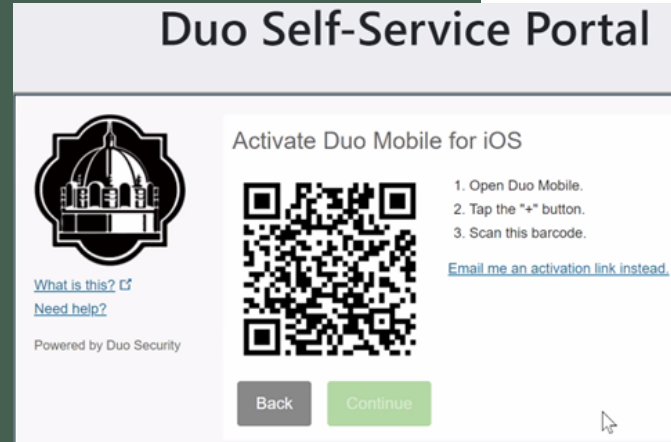 Duo Self-Service Portal
Activate Duo Mobile for iOS
1. Open Duo Mobile.
2. Tap the "+" button.
3. Scan this barcode.
Email me an activation link instead.
What is this?
Need help?
Powered by Duo Security
Back
Continue